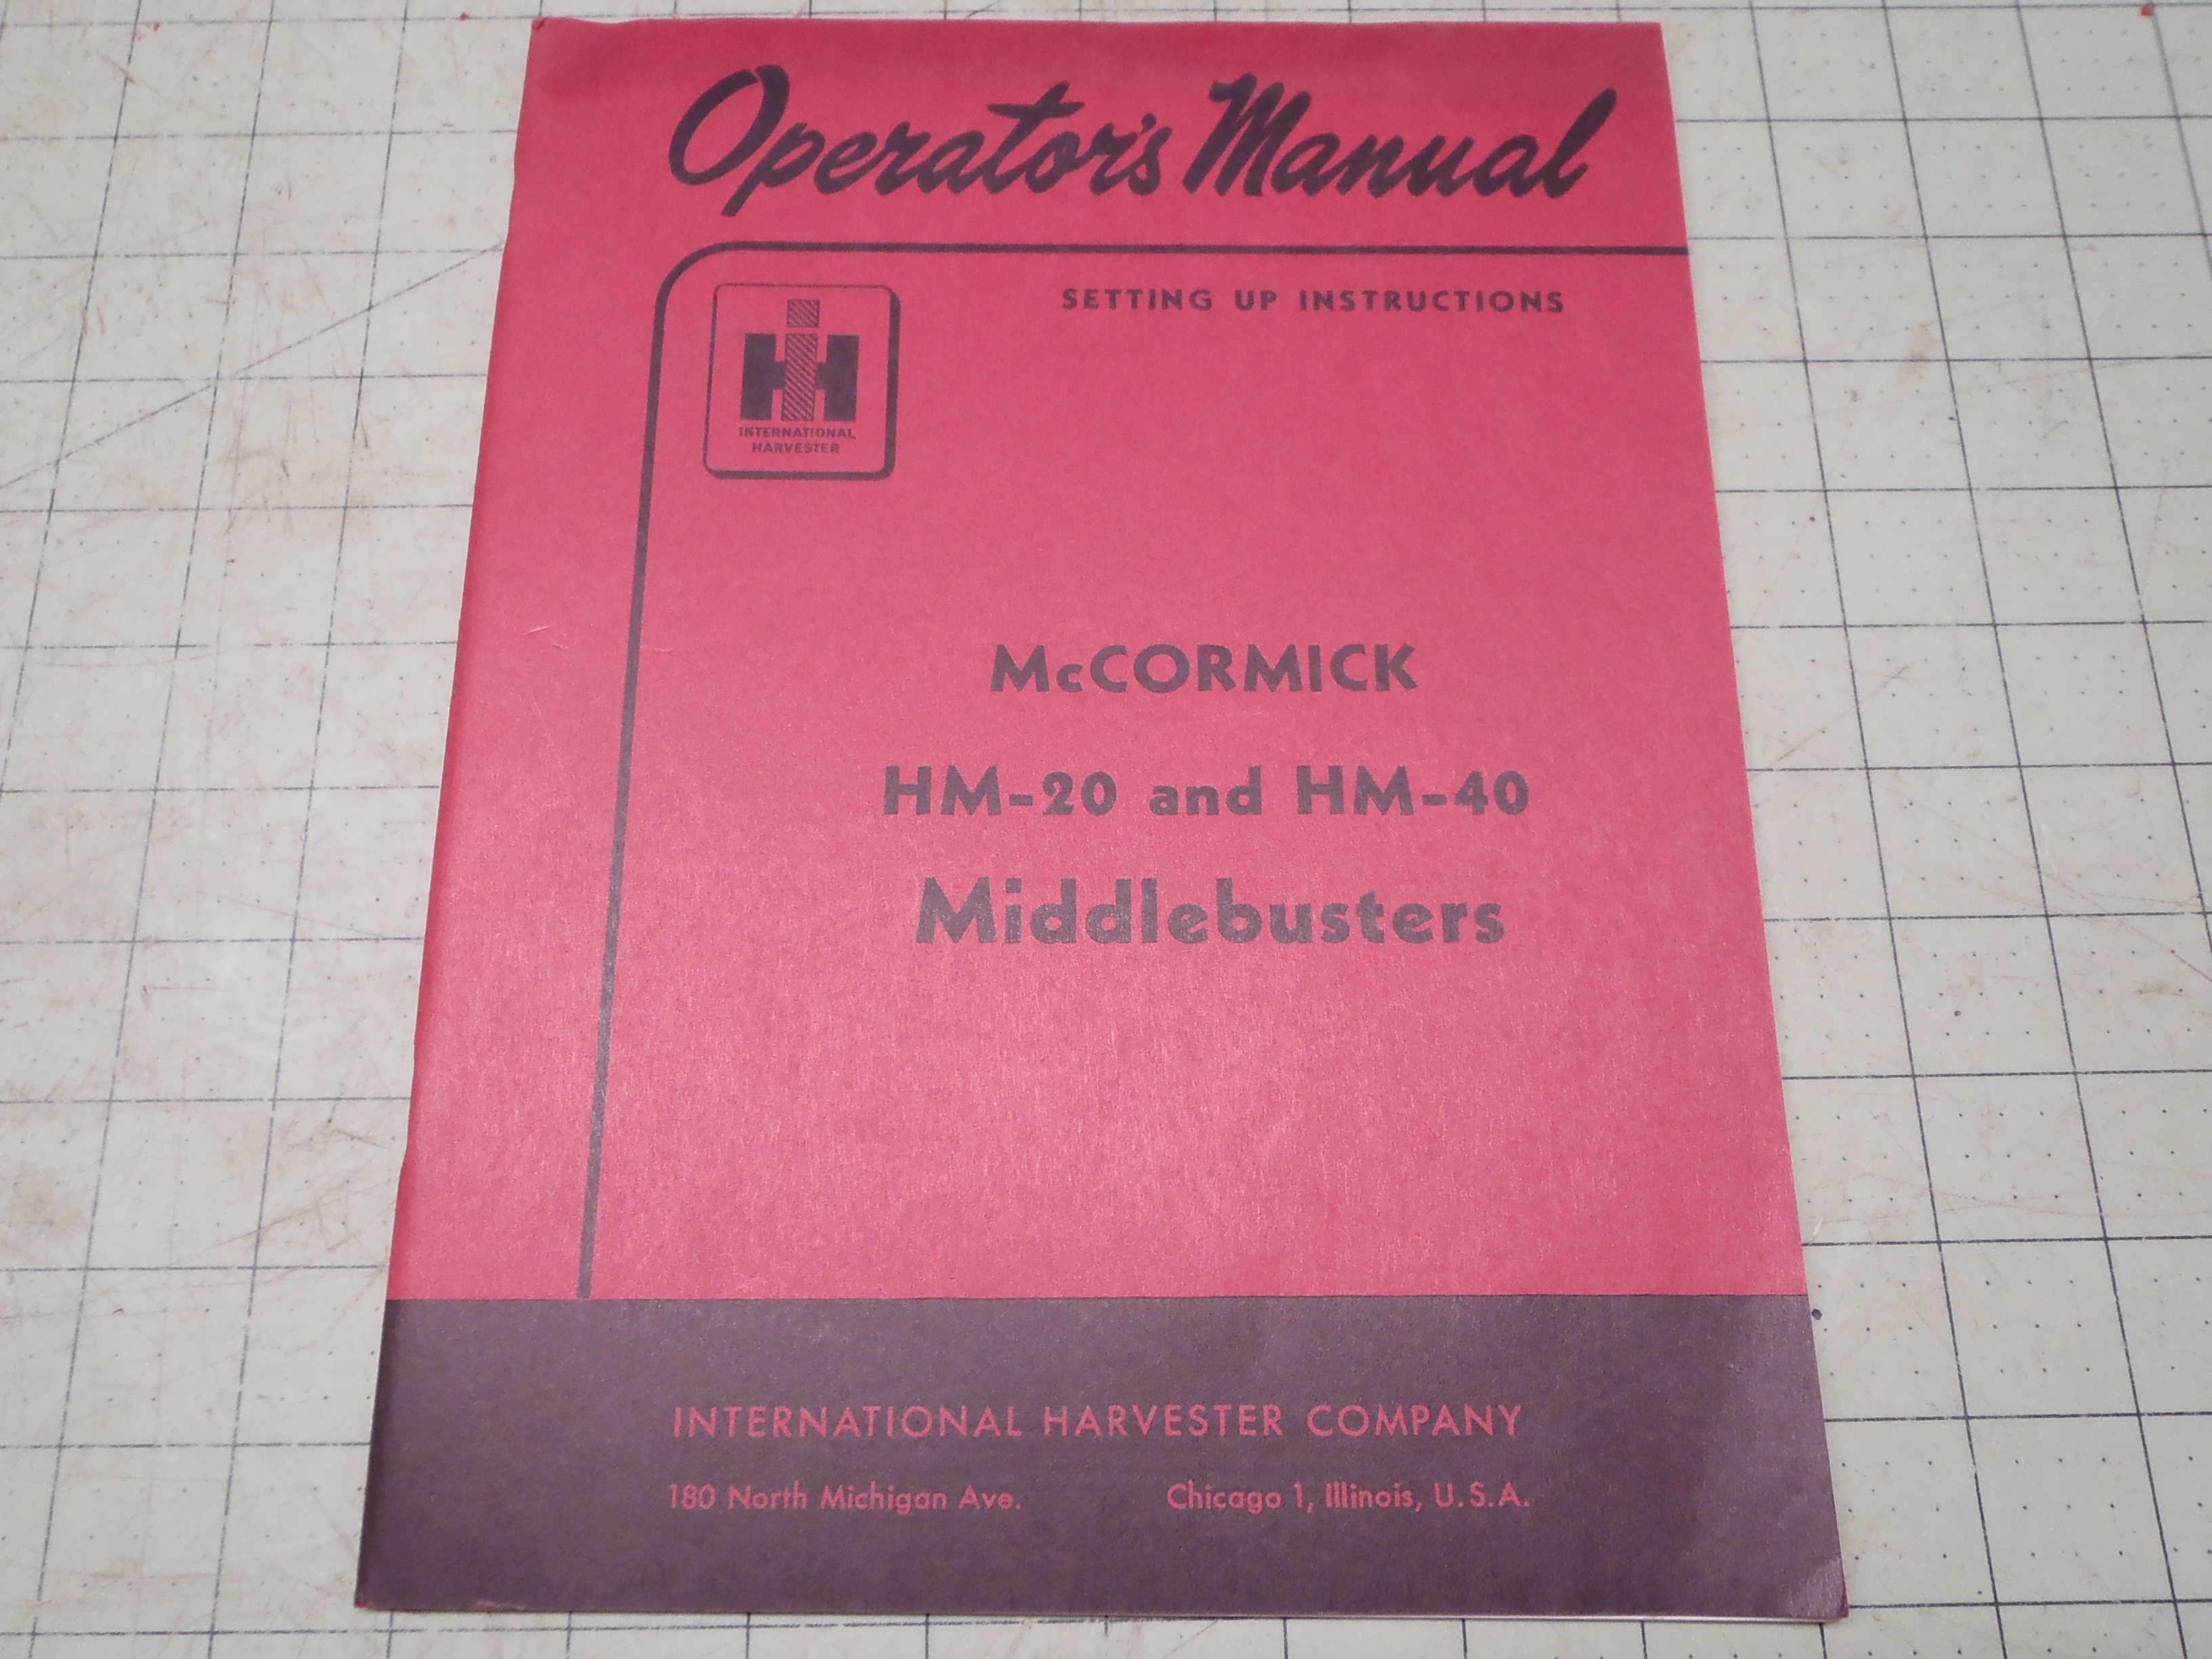 Operator's Manual
SETTING UP INSTRUCTIONS
IH
INTERNATIONAL
HARVESTER
McCORMICK
HM-20 and HM-40
Middlebusters
INTERNATIONAL HARVESTER COMPANY
180 North Michigan Ave. Chicago 1, Illinois, U.S.A.